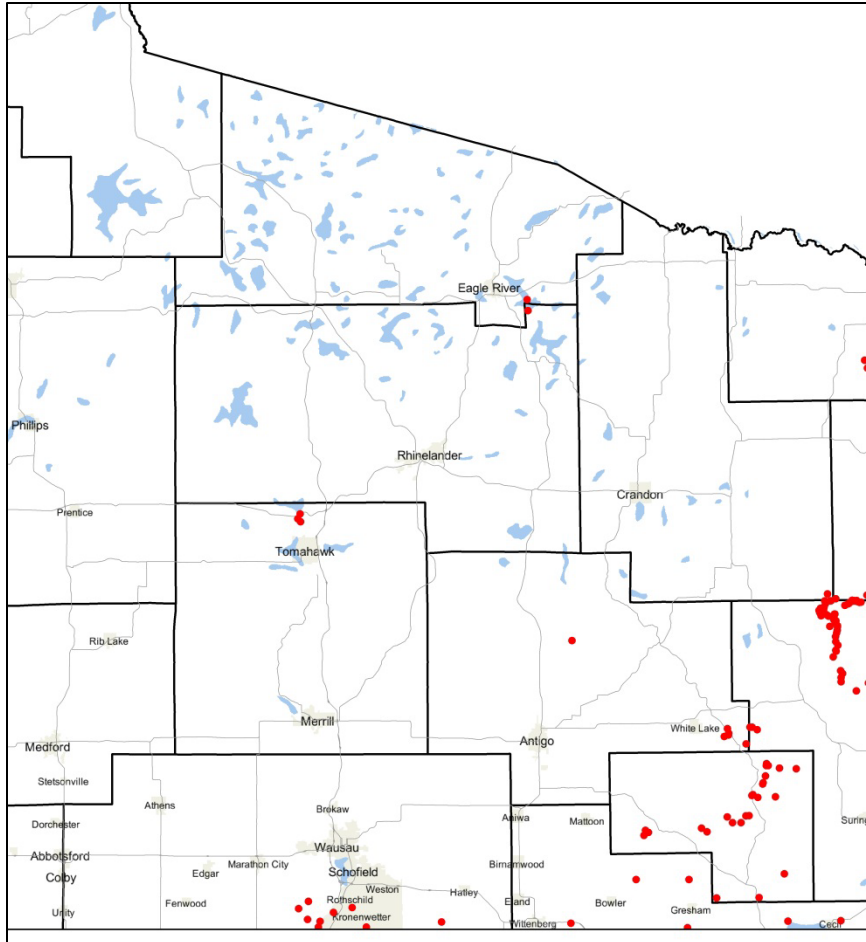 Eagle River
Phillips
Rhinelander
Crandon
Prentice
Tomahawk
Rib Lake
Merrill
White Lake
Medford
Antigo
Stetsonville
Athens
Brokaw
Aniwa
Mattoon
Dorchester
Suring
Wausau
Abbotsford
Marathon City
Birnamwood
Edgar
Schofield
Colby
Weston
Hatley
Rothschild
Fenwood
Eland
Bowler
Gresham
Unity
Kronenwetter
Wittenberg
Cecil